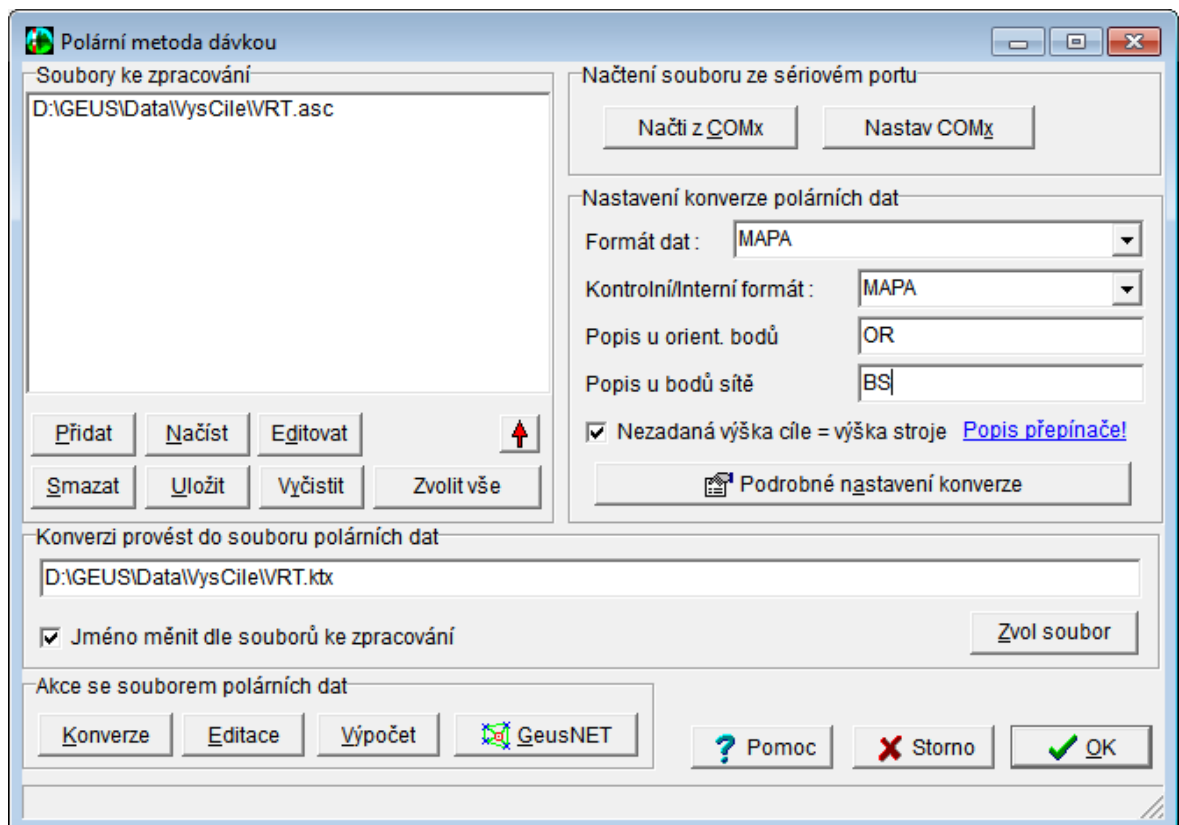 Polární metoda dávkou
Soubory ke zpracování
D:\GEUS\Data\VysCile\VRT.asc
Přidat
Načíst
Editovat
Smazat
Uložit
Vyčistit
Zvolit vše
Načtení souboru ze sériovém portu
Načti z COMx
Nastav COMx
Nastavení konverze polárních dat
Formát dat :
MAPA
Kontrolní/Interní formát :
MAPA
Popis u orient. bodů
OR
Popis u bodů sítě
BS
Nezadaná výška cíle = výška stroje Popis přepínače!
Podrobné nastavení konverze
Konverzi provést do souboru polárních dat
D:\GEUS\Data\VysCile\VRT.ktx
Jméno měnit dle souborů ke zpracování
Zvol soubor
Akce se souborem polárních dat
Konverze
Editace
Výpočet
GeusNET
Pomoc
Storno
OK